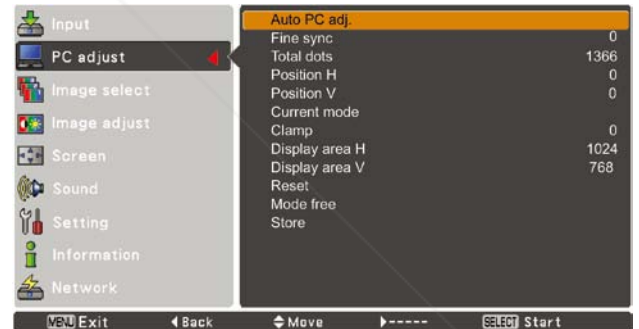 Input
PC adjust
Image select
Image adjust
Screen
Sound
Setting
Information
Network
Auto PC adj.
Fine sync 0
Total dots 1366
Position H 0
Position V 0
Current mode
Clamp 0
Display area H 1024
Display area V 768
Reset
Mode free
Store
MENU Exit Back Move ----- SELECT Start